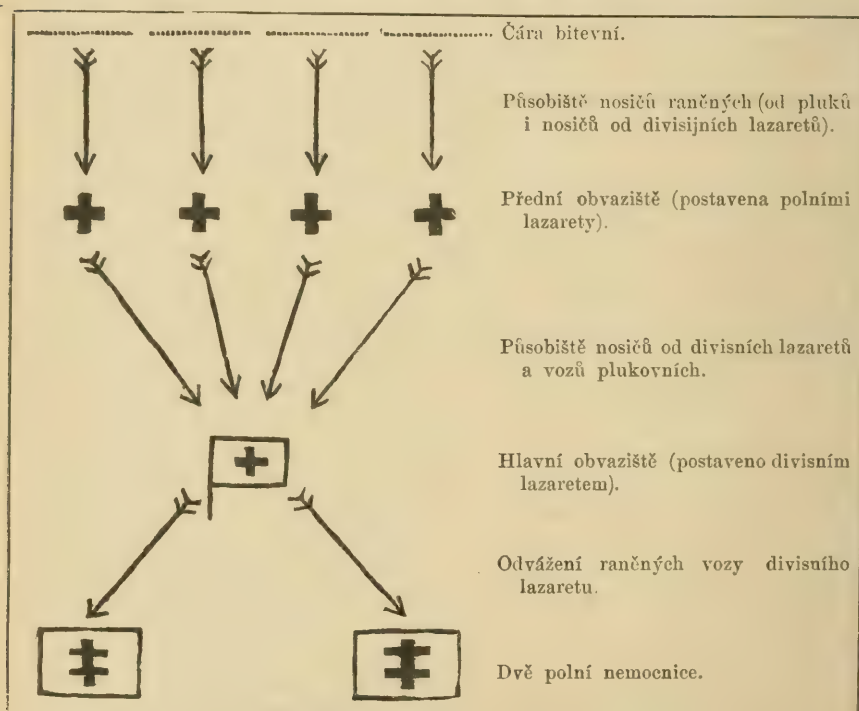 Čára bitevní.
Působiště nosičů raněných (od pluků
i nosičů od divisijních lazaretů).
Přední obvaziště (postavena polními
lazarety).
Působiště nosičů od divisních lazaretů
a vozů plukovních.
Hlavní obvaziště (postaveno divisním
lazaretem).
Odvážení raněných vozy divisního
lazaretu.
Dvě polní nemocnice.